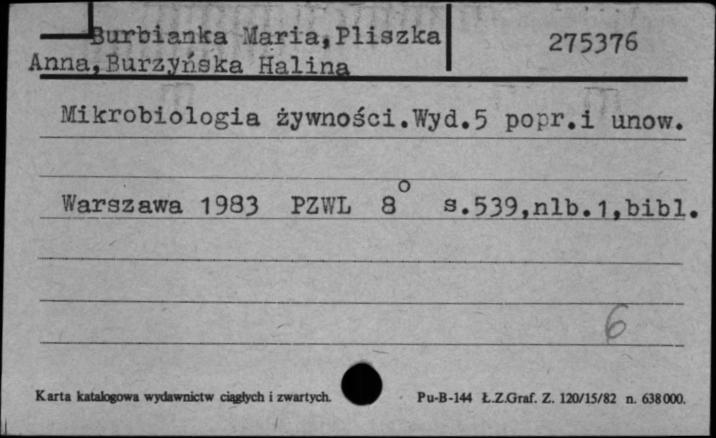 Burbianka Maria,Pliszka 275376
Anna,Burzyńska Halina
Mikrobiologia żywności.Wyd.5 popr.i unow.
Warszawa 1983 PZWL 8° s.539,nlb.1,bibl.
6
Karta katalogowa wydawnictw ciągłych i zwartych. Pu-B-144 Ł.Z.Graf. Z. 120/15/82 n. 638000.